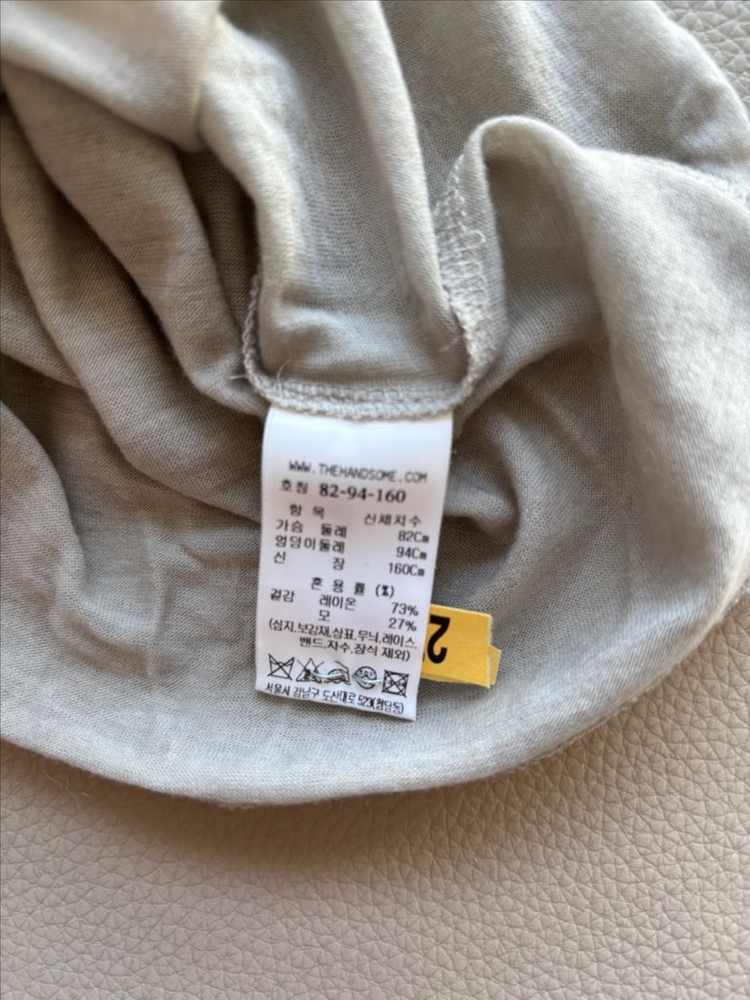 WWW.THEHANDSOME.COM
호칭 82-94-160
항 목 신체치수
가슴 둘레 82Cm
엉덩이둘레 94Cm
신 장 160Cm
혼 용 률 (%)
겉감 레이온 73%
모 27%
(심지,보강재,상표,무늬,레이스
밴드,자수,장식 제외)
서울시 강남구 도산대로 523(청담동)
2